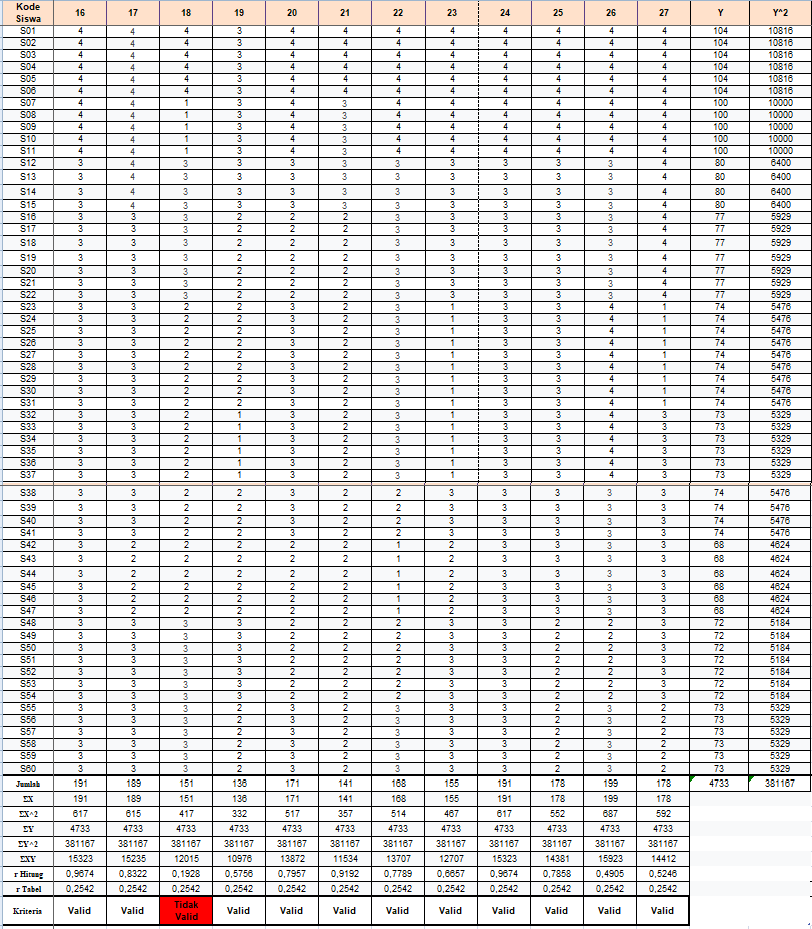 Kode Siswa 16 17 18 19 20 21 22 23 24 25 26 27 Y Y^2
S01 4 4 4 3 4 4 4 4 4 4 4 4 104 10816
S02 4 4 4 3 4 4 4 4 4 4 4 4 104 10816
S03 4 4 4 3 4 4 4 4 4 4 4 4 104 10816
S04 4 4 4 3 4 4 4 4 4 4 4 4 104 10816
S05 4 4 4 3 4 4 4 4 4 4 4 4 104 10816
S06 4 4 4 3 4 4 4 4 4 4 4 4 104 10816
S07 4 4 1 3 4 3 4 4 4 4 4 4 100 10000
S08 4 4 1 3 4 3 4 4 4 4 4 4 100 10000
S09 4 4 1 3 4 3 4 4 4 4 4 4 100 10000
S10 4 4 1 3 4 3 4 4 4 4 4 4 100 10000
S11 4 4 1 3 4 3 4 4 4 4 4 4 100 10000
S12 3 4 3 3 3 3 3 3 3 3 3 4 80 6400
S13 3 4 3 3 3 3 3 3 3 3 3 4 80 6400
S14 3 4 3 3 3 3 3 3 3 3 3 4 80 6400
S15 3 4 3 3 3 3 3 3 3 3 3 4 80 6400
S16 3 3 3 2 2 2 3 3 3 3 3 4 77 5929
S17 3 3 3 2 2 2 3 3 3 3 3 4 77 5929
S18 3 3 3 2 2 2 3 3 3 3 3 4 77 5929
S19 3 3 3 2 2 2 3 3 3 3 3 4 77 5929
S20 3 3 3 2 2 2 3 3 3 3 3 4 77 5929
S21 3 3 3 2 2 2 3 3 3 3 3 4 77 5929
S22 3 3 3 2 2 2 3 3 3 3 3 4 77 5929
S23 3 3 2 2 3 2 3 1 3 3 4 1 74 5476
S24 3 3 2 2 3 2 3 1 3 3 4 1 74 5476
S25 3 3 2 2 3 2 3 1 3 3 4 1 74 5476
S26 3 3 2 2 3 2 3 1 3 3 4 1 74 5476
S27 3 3 2 2 3 2 3 1 3 3 4 1 74 5476
S28 3 3 2 2 3 2 3 1 3 3 4 1 74 5476
S29 3 3 2 2 3 2 3 1 3 3 4 1 74 5476
S30 3 3 2 2 3 2 3 1 3 3 4 1 74 5476
S31 3 3 2 2 3 2 3 1 3 3 4 1 74 5476
S32 3 3 2 1 3 2 3 1 3 3 4 3 73 5329
S33 3 3 2 1 3 2 3 1 3 3 4 3 73 5329
S34 3 3 2 1 3 2 3 1 3 3 4 3 73 5329
S35 3 3 2 1 3 2 3 1 3 3 4 3 73 5329
S36 3 3 2 1 3 2 3 1 3 3 4 3 73 5329
S37 3 3 2 1 3 2 3 1 3 3 4 3 73 5329
S38 3 3 2 2 3 2 2 3 3 3 3 3 74 5476
S39 3 3 2 2 3 2 2 3 3 3 3 3 74 5476
S40 3 3 2 2 3 2 2 3 3 3 3 3 74 5476
S41 3 3 2 2 3 2 2 3 3 3 3 3 74 5476
S42 3 2 2 2 2 2 1 2 3 3 3 3 68 4624
S43 3 2 2 2 2 2 1 2 3 3 3 3 68 4624
S44 3 2 2 2 2 2 1 2 3 3 3 3 68 4624
S45 3 2 2 2 2 2 1 2 3 3 3 3 68 4624
S46 3 2 2 2 2 2 1 2 3 3 3 3 68 4624
S47 3 2 2 2 2 2 1 2 3 3 3 3 68 4624
S48 3 3 3 3 2 2 2 3 3 2 2 3 72 5184
S49 3 3 3 3 2 2 2 3 3 2 2 3 72 5184
S50 3 3 3 3 2 2 2 3 3 2 2 3 72 5184
S51 3 3 3 3 2 2 2 3 3 2 2 3 72 5184
S52 3 3 3 3 2 2 2 3 3 2 2 3 72 5184
S53 3 3 3 3 2 2 2 3 3 2 2 3 72 5184
S54 3 3 3 3 2 2 2 3 3 2 2 3 72 5184
S55 3 3 3 2 3 2 3 3 3 2 3 2 73 5329
S56 3 3 3 2 3 2 3 3 3 2 3 2 73 5329
S57 3 3 3 2 3 2 3 3 3 2 3 2 73 5329
S58 3 3 3 2 3 2 3 3 3 2 3 2 73 5329
S59 3 3 3 2 3 2 3 3 3 2 3 2 73 5329
S60 3 3 3 2 3 2 3 3 3 2 3 2 73 5329
Jumlah 191 189 151 136 171 141 168 155 191 178 199 178 4733 381167
ΣX 191 189 151 136 171 141 168 155 191 178 199 178
ΣX^2 617 615 417 332 517 357 514 467 617 552 687 592
ΣY 4733 4733 4733 4733 4733 4733 4733 4733 4733 4733 4733 4733
ΣY^2 381167 381167 381167 381167 381167 381167 381167 381167 381167 381167 381167 381167
ΣXY 15323 15235 12015 10976 13872 11534 13707 12707 15323 14381 15923 14412
r Hitung 0,9674 0,8322 0,1928 0,5756 0,7957 0,9192 0,7789 0,6657 0,9674 0,7858 0,4905 0,5246
r Tabel 0,2542 0,2542 0,2542 0,2542 0,2542 0,2542 0,2542 0,2542 0,2542 0,2542 0,2542 0,2542
Kriteria Valid Valid Tidak Valid Valid Valid Valid Valid Valid Valid Valid Valid Valid